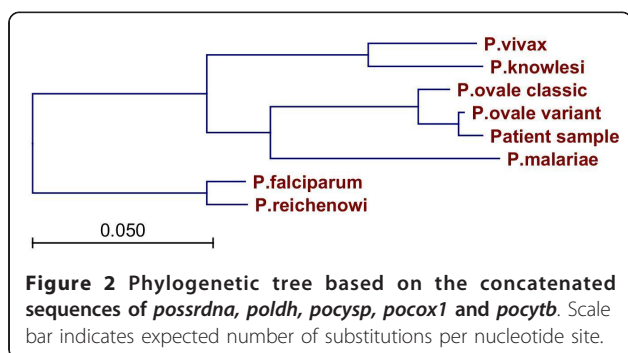 P.vivax
P.knowlesi
P.ovale classic
P.ovale variant
Patient sample
P.malariae
P.falciparum
P.reichenowi
0.050
Figure 2 Phylogenetic tree based on the concatenated
sequences of possrdna, poldh, pocysp, pocox1 and pocytb. Scale
bar indicates expected number of substitutions per nucleotide site.